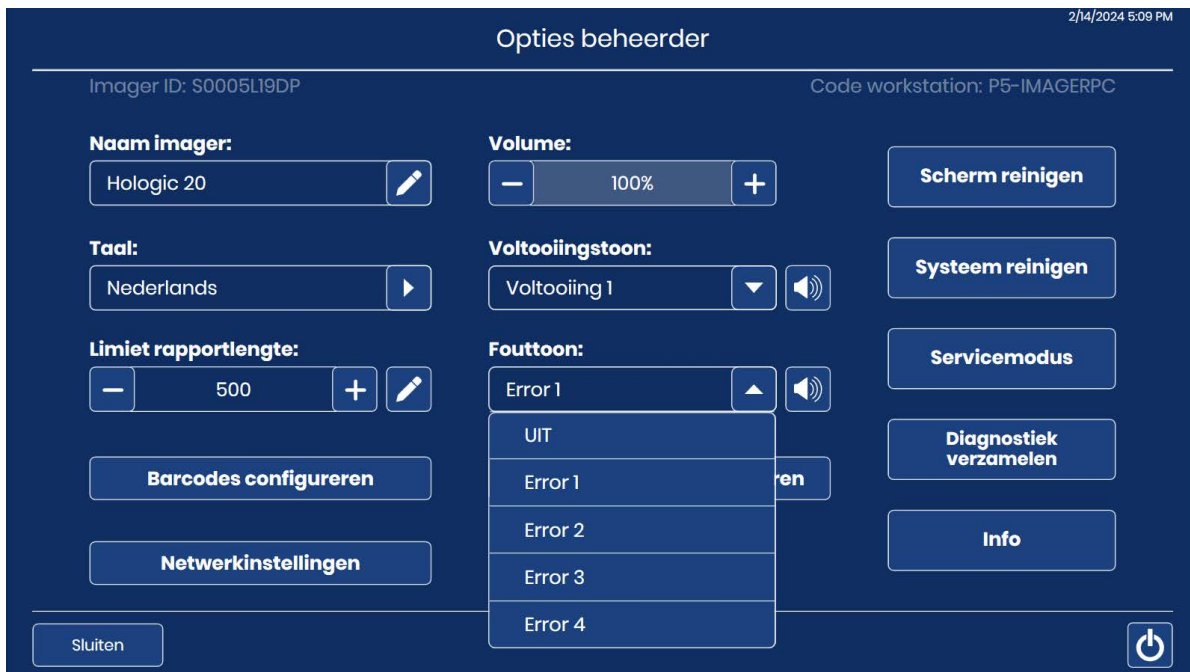 2/14/2024 5:09 PM
Opties beheerder
Imager ID: S0005L19DP
Code workstation: P5-IMAGERPC
Naam imager:
Hologic 20
Volume:
100%
Scherm reinigen
Taal:
Nederlands
Voltooiingstoon:
Voltooiing 1
Systeem reinigen
Limiet rapportlengte:
500
Fouttoon:
Error 1
Servicemodus
UIT
Error 1
Error 2
Error 3
Error 4
Barcodes configureren
ren
Diagnostiek
verzamelen
Netwerkinstellingen
Info
Sluiten